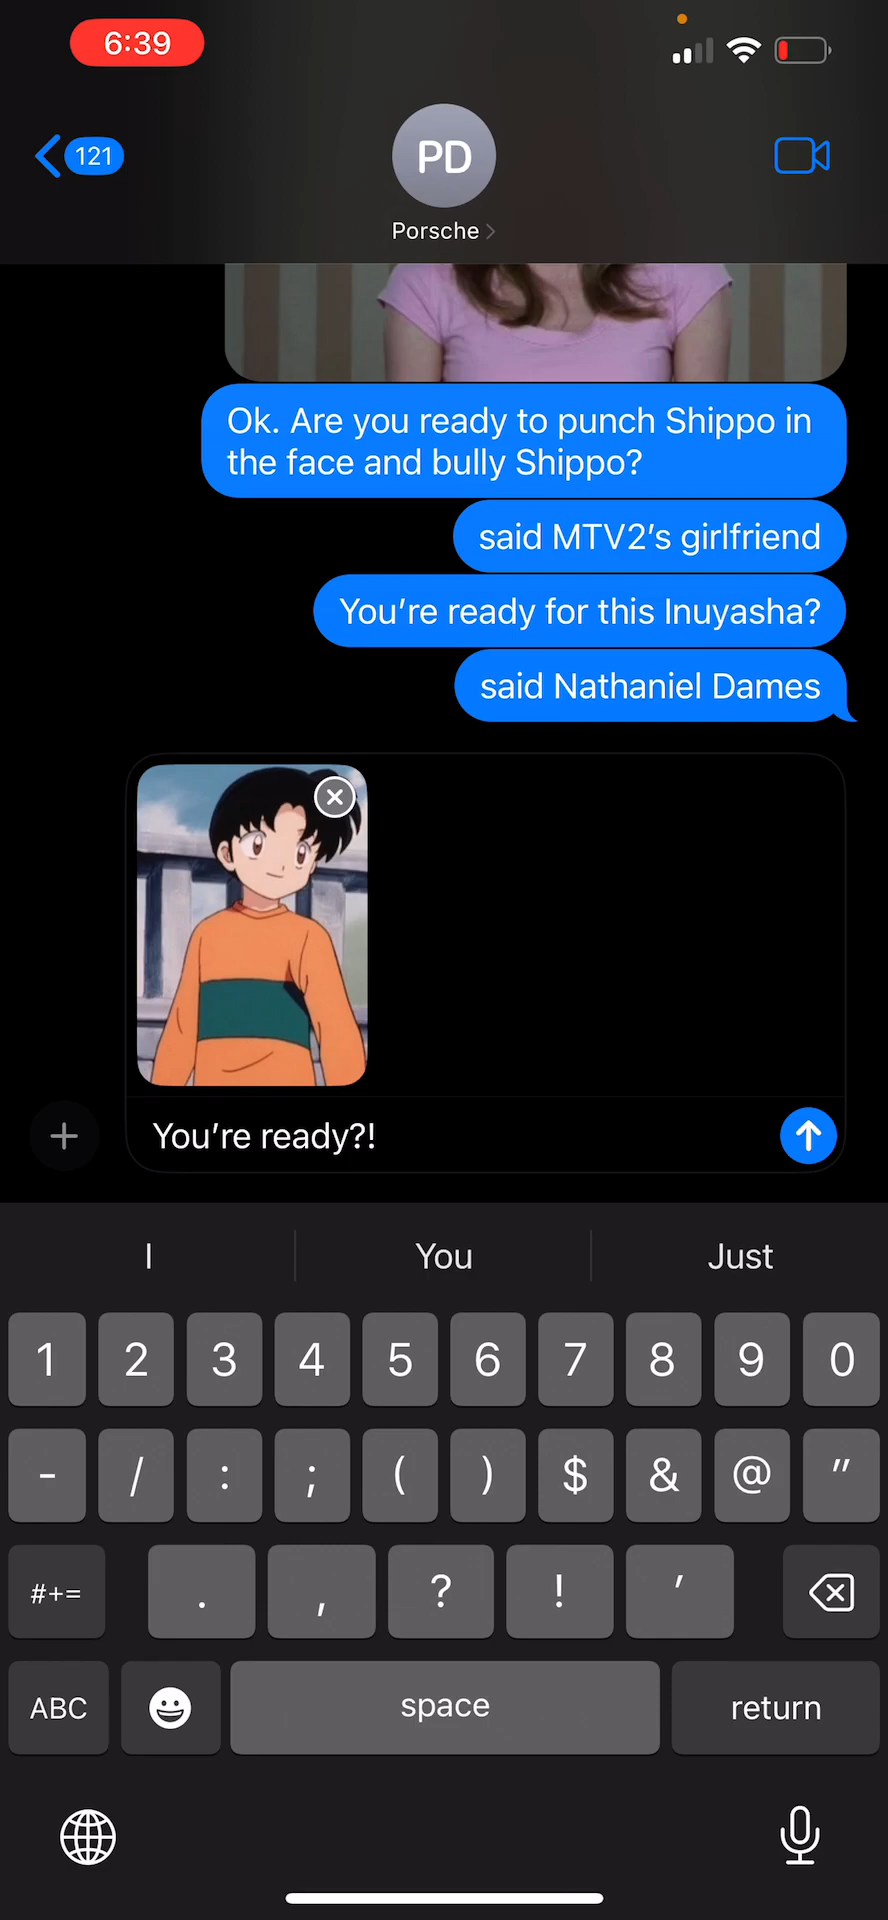 6:39
121
PD
Porsche
Ok. Are you ready to punch Shippo in
the face and bully Shippo?
said MTV2’s girlfriend
You’re ready for this Inuyasha?
said Nathaniel Dames
You’re ready?!
I You Just
1 2 3 4 5 6 7 8 9 0
- / : ; ( ) $ & @ "
#+= . , ? ! ’
ABC space return